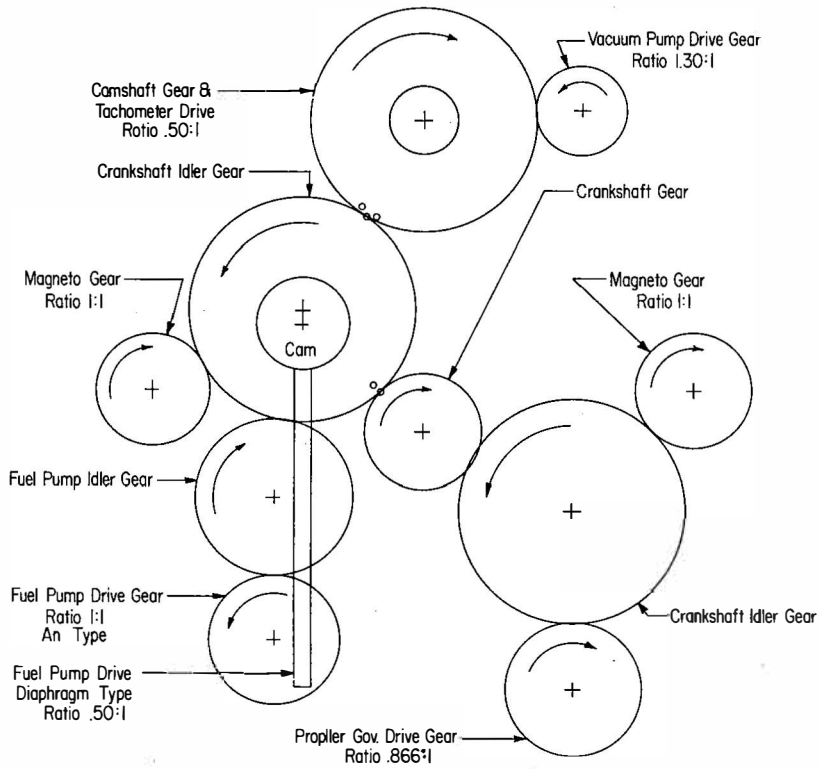 Vacuum Pump Drive Gear
Ratio 1.30:1
Camshaft Gear &
Tachometer Drive
Ratio .50:1
Crankshaft Idler Gear
Crankshaft Gear
Magneto Gear
Ratio 1:1
Magneto Gear
Ratio 1:1
Cam
Fuel Pump Idler Gear
Fuel Pump Drive Gear
Ratio 1:1
An Type
Crankshaft Idler Gear
Fuel Pump Drive
Diaphragm Type
Ratio .50:1
Propller Gov. Drive Gear
Ratio .866:1